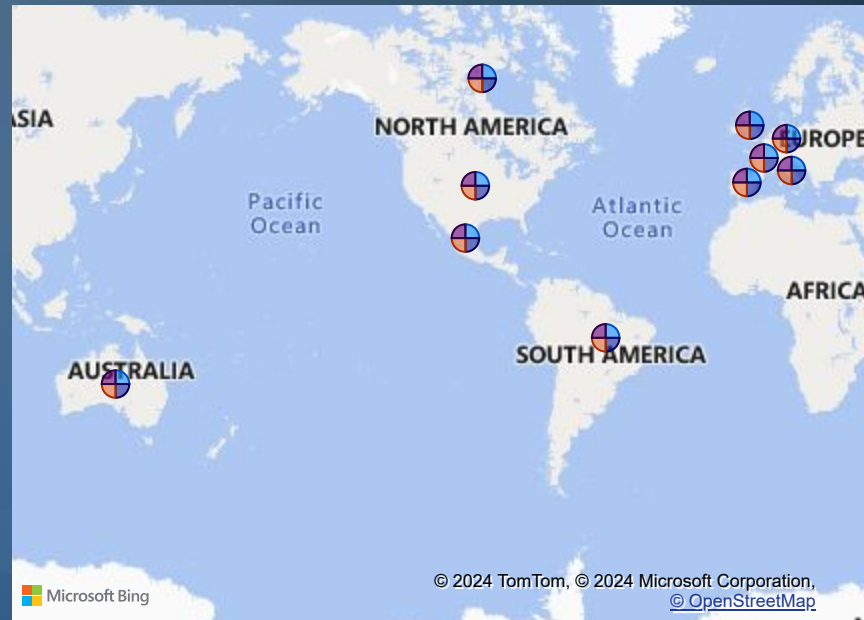 ASIA
NORTH AMERICA
EUROPE
Pacific
Ocean
Atlantic
Ocean
AFRICA
SOUTH AMERICA
AUSTRALIA
© 2024 TomTom, © 2024 Microsoft Corporation,
Microsoft Bing
© OpenStreetMap